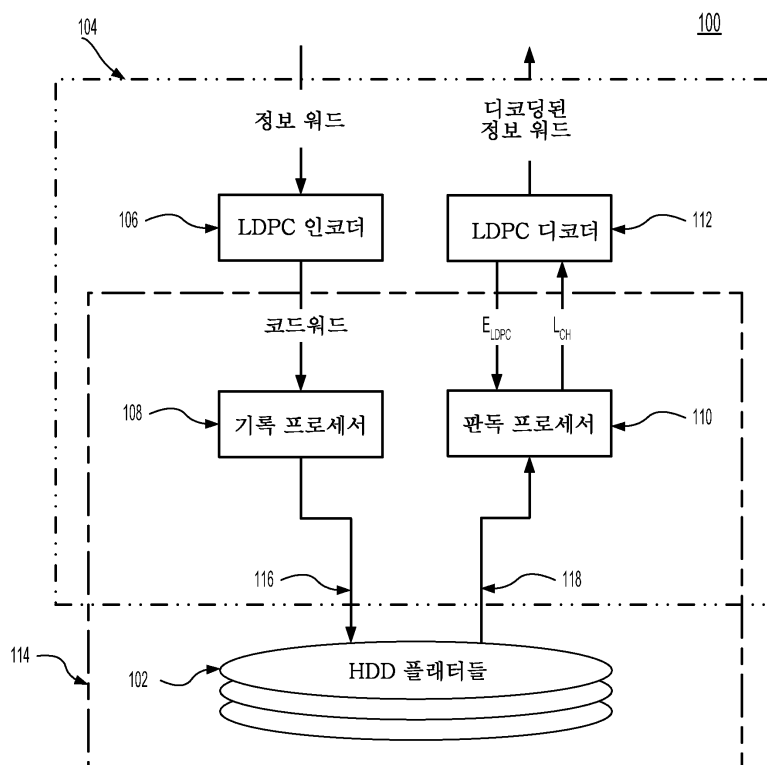 100
104
정보 워드
디코딩된
정보 워드
106
LDPC 인코더
LDPC 디코더
112
코드워드
E_LDPC
L_CH
108
기록 프로세서
판독 프로세서
110
116
118
114
102
HDD 플래터들